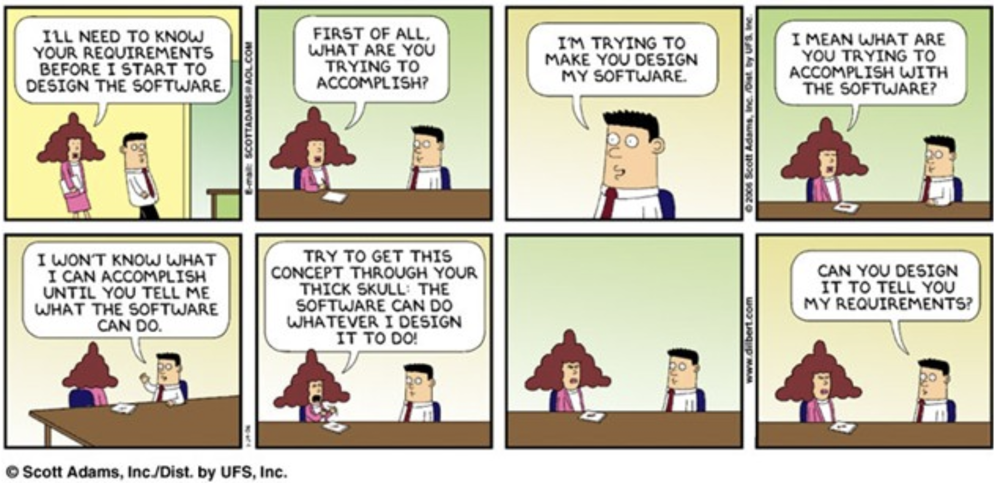 I'LL NEED TO KNOW
YOUR REQUIREMENTS
BEFORE I START TO
DESIGN THE SOFTWARE.
E-mail: SCOTTADAMS@AOL.COM
FIRST OF ALL,
WHAT ARE YOU
TRYING TO
ACCOMPLISH?
I'M TRYING TO
MAKE YOU DESIGN
MY SOFTWARE.
© 2006 Scott Adams, Inc./Dist. by UFS, Inc.
I MEAN WHAT ARE
YOU TRYING TO
ACCOMPLISH WITH
THE SOFTWARE?
I WON'T KNOW WHAT
I CAN ACCOMPLISH
UNTIL YOU TELL ME
WHAT THE SOFTWARE
CAN DO.
TRY TO GET THIS
CONCEPT THROUGH YOUR
THICK SKULL: THE
SOFTWARE CAN DO
WHATEVER I DESIGN
IT TO DO!
www.dilbert.com
CAN YOU DESIGN
IT TO TELL YOU
MY REQUIREMENTS?
© Scott Adams, Inc./Dist. by UFS, Inc.